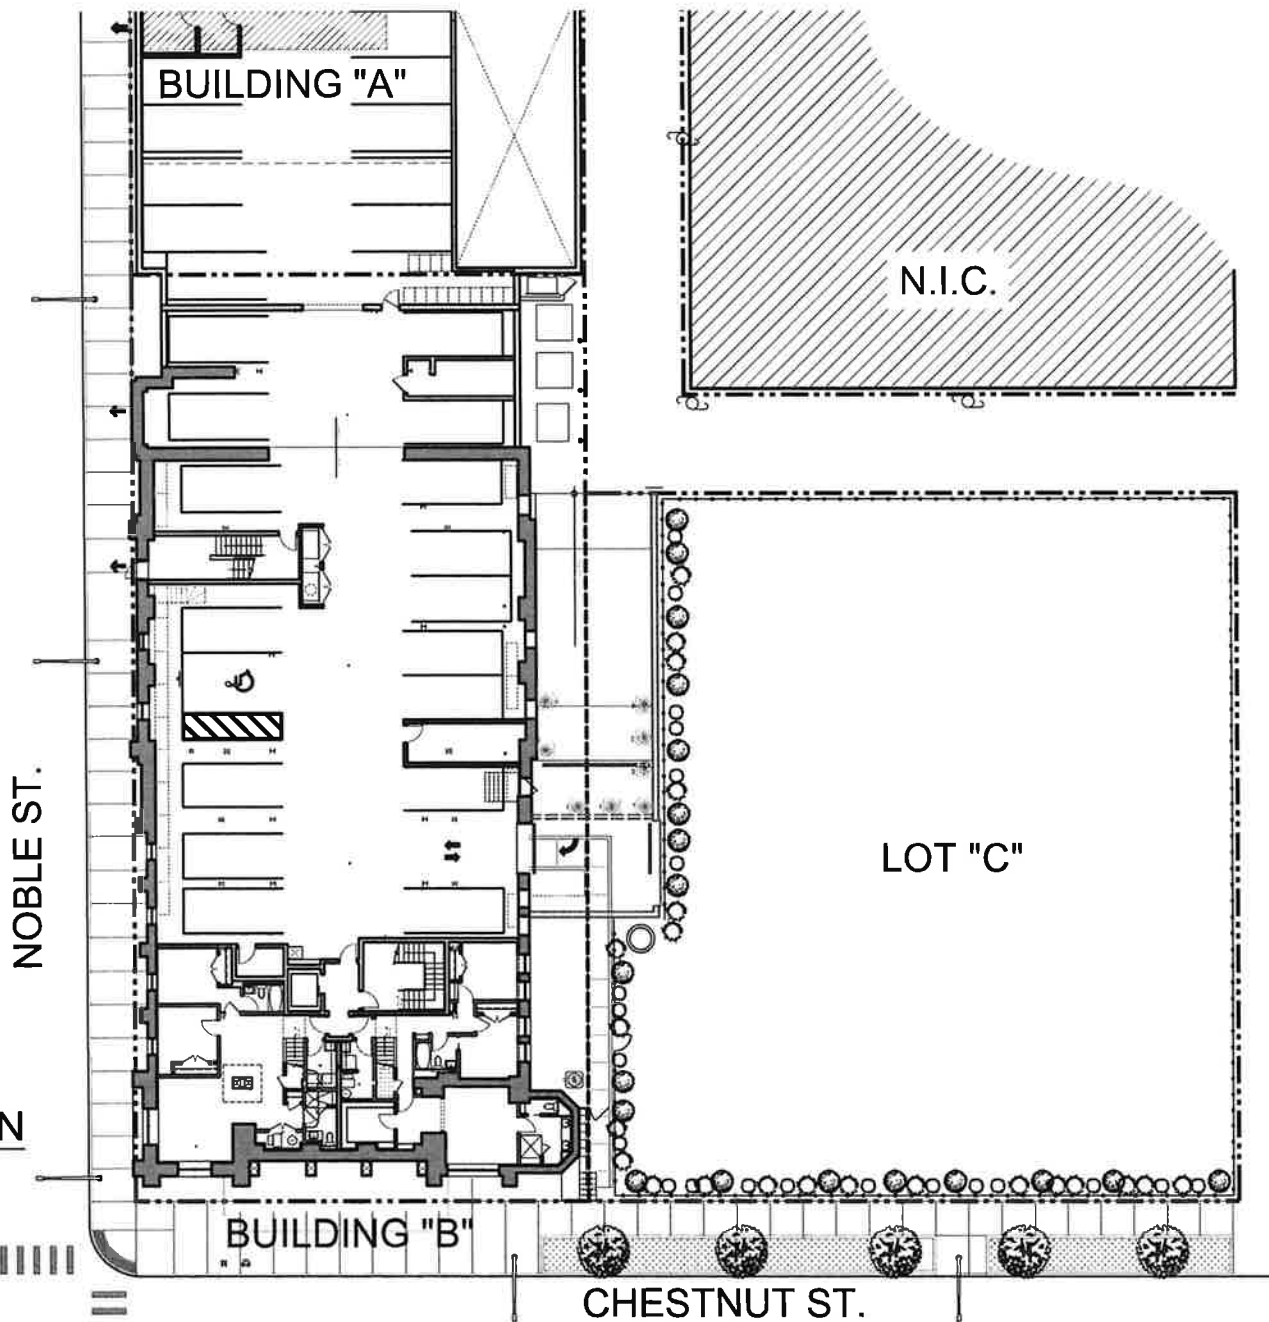 BUILDING "A"
N.I.C.
LOT "C"
NOBLE ST.
N
BUILDING "B"
CHESTNUT ST.